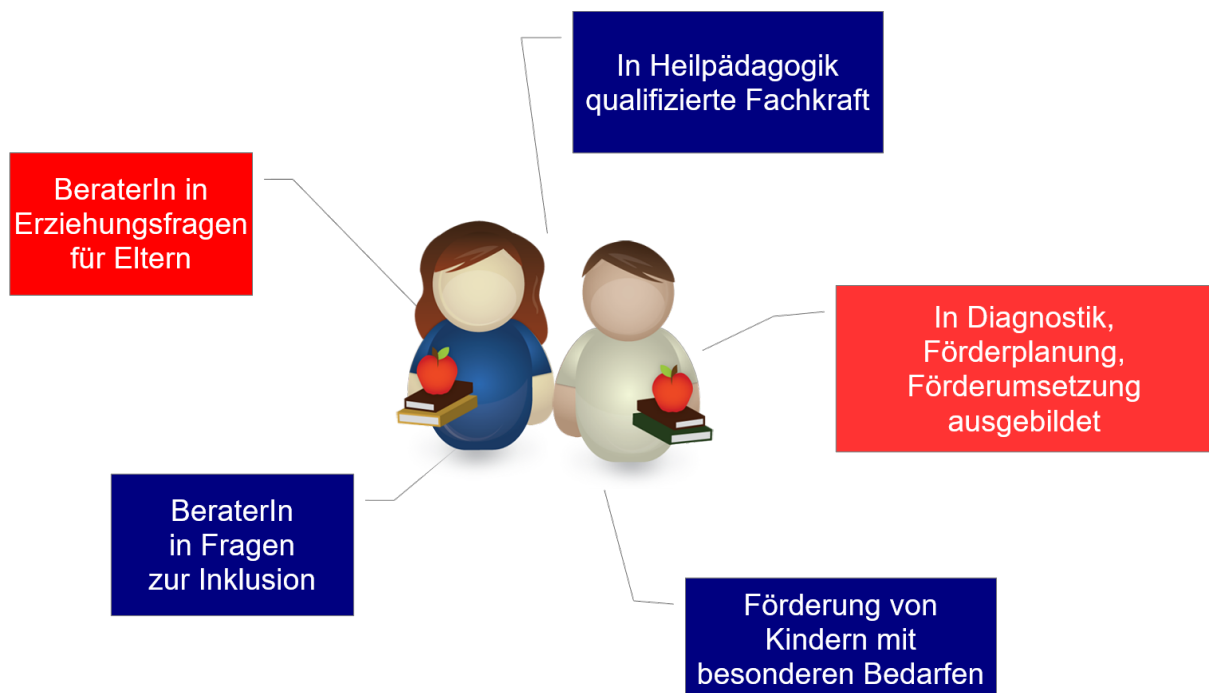 In Heilpädagogik
qualifizierte Fachkraft
BeraterIn in
Erziehungsfragen
für Eltern
In Diagnostik,
Förderplanung,
Förderumsetzung
ausgebildet
BeraterIn
in Fragen
zur Inklusion
Förderung von
Kindern mit
besonderen Bedarfen